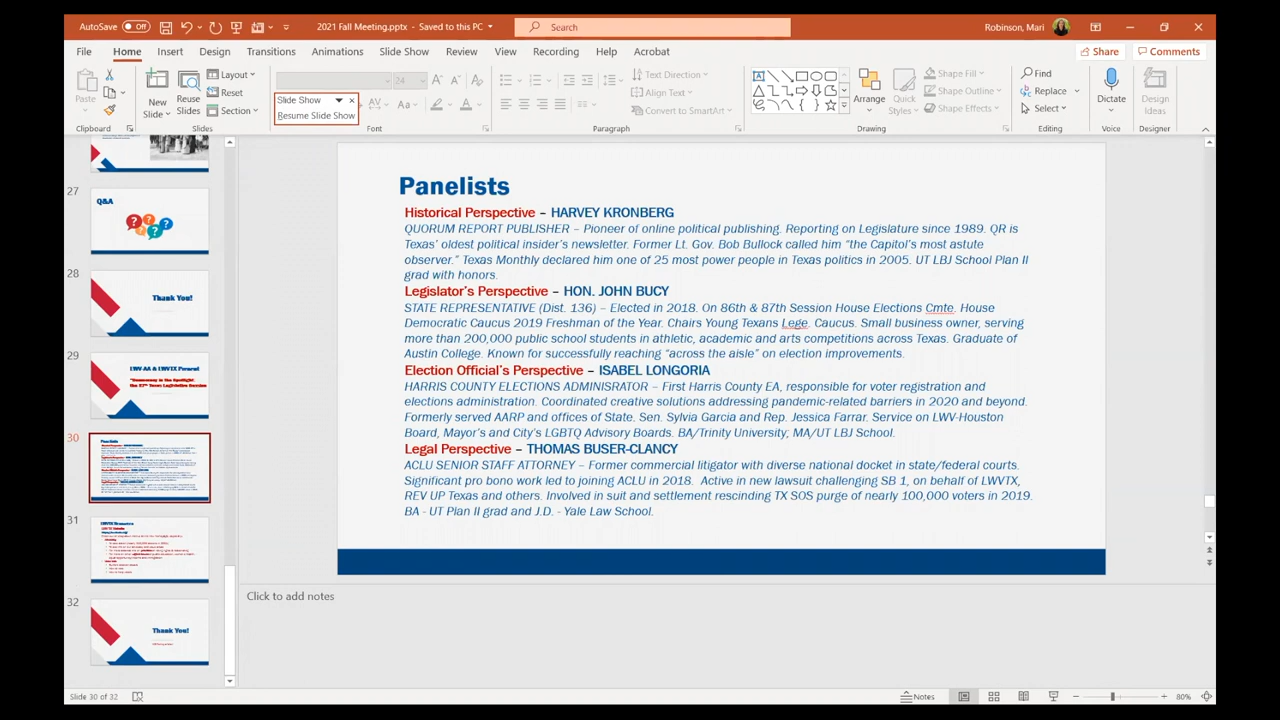 AutoSave Off
2021 Fall Meeting.pptx - Saved to this PC
Search
Robinson, Mari
File Home Insert Design Transitions Animations Slide Show Review View Recording Help Acrobat
Share Comments
Paste
New Slide
Reuse Slides
Layout
Reset
Section
24
Slide Show
Resume Slide Show
Text Direction
Align Text
Convert to SmartArt
Arrange
Quick Styles
Shape Fill
Shape Outline
Shape Effects
Find
Replace
Select
Dictate
Design Ideas
Clipboard Slides Font Paragraph Drawing Editing Voice Designer
27
Q&A
28
Thank You!
29
LWV-AA & LWVTX Present
30
Panelists
31
LWVTX Resources
32
Thank You!
Panelists
Historical Perspective – HARVEY KRONBERG
QUORUM REPORT PUBLISHER – Pioneer of online political publishing. Reporting on Legislature since 1989. QR is
Texas' oldest political insider's newsletter. Former Lt. Gov. Bob Bullock called him "the Capitol's most astute
observer." Texas Monthly declared him one of 25 most power people in Texas politics in 2005. UT LBJ School Plan II
grad with honors.
Legislator's Perspective – HON. JOHN BUCY
STATE REPRESENTATIVE (Dist. 136) – Elected in 2018. On 86th & 87th Session House Elections Cmte. House
Democratic Caucus 2019 Freshman of the Year. Chairs Young Texans Lege. Caucus. Small business owner, serving
more than 200,000 public school students in athletic, academic and arts competitions across Texas. Graduate of
Austin College. Known for successfully reaching "across the aisle" on election improvements.
Election Official's Perspective – ISABEL LONGORIA
HARRIS COUNTY ELECTIONS ADMINISRATOR – First Harris County EA, responsible for voter registration and
elections administration. Coordinated creative solutions addressing pandemic-related barriers in 2020 and beyond.
Formerly served AARP and offices of State. Sen. Sylvia Garcia and Rep. Jessica Farrar. Service on LWV-Houston
Board, Mayor's and City's LGBTQ Advisory Boards. BA/Trinity University; MA/UT LBJ School.
Legal Perspective – THOMAS BUSER-CLANCY
ACLU SENIOR STAFF ATTORNEY – Former commercial litigator with diverse national docket in state/federal courts.
Significant pro bono work led to joining ACLU in 2018. Active in new lawsuit challenging SB 1, on behalf of LWVTX,
REV UP Texas and others. Involved in suit and settlement rescinding TX SOS purge of nearly 100,000 voters in 2019.
BA - UT Plan II grad and J.D. - Yale Law School.
Click to add notes
Slide 30 of 32
Notes
80%